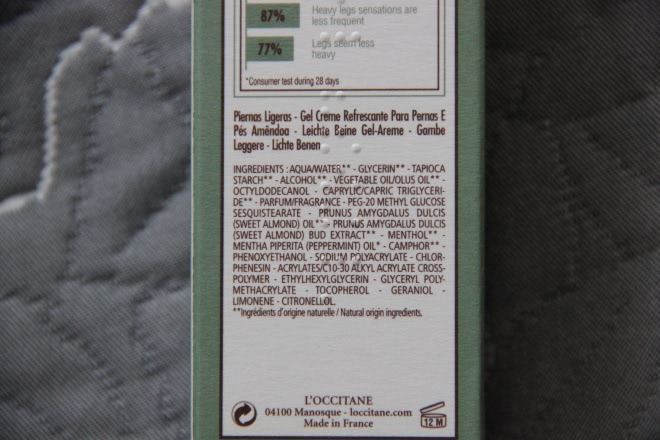 87%
Heavy legs sensations are
less frequent
77%
Legs seem less
heavy
*Consumer test during 28 days
Piernas Ligeras - Gel Crème Refrescante Para Pernas E
Pés Amêndoa - Leichte Beine Gel-Areme - Gambe
Leggere - Lichte Benen
INGREDIENTS : AQUA/WATER** - GLYCERIN** - TAPIOCA
STARCH** - ALCOHOL** - VEGETABLE OIL/OLUS OIL** -
OCTYLDODECANOL - CAPRYLIC/CAPRIC TRIGLYCERI-
DE** - PARFUM/FRAGRANCE - PEG-20 METHYL GLUCOSE
SESQUISTEARATE - PRUNUS AMYGDALUS DULCIS
(SWEET ALMOND) OIL** - PRUNUS AMYGDALUS DULCIS
(SWEET ALMOND) BUD EXTRACT** - MENTHOL** -
MENTHA PIPERITA (PEPPERMINT) OIL* - CAMPHOR** -
PHENOXYETHANOL - SODIUM POLYACRYLATE - CHLOR-
PHENESIN - ACRYLATES/C10-30 ALKYL ACRYLATE CROSS-
POLYMER - ETHYLHEXYLGLYCERIN - GLYCERYL POLY-
METHACRYLATE - TOCOPHEROL - GERANIOL -
LIMONENE - CITRONELLOL.
**Ingrédients d'origine naturelle / Natural origin ingredients.
L'OCCITANE
04100 Manosque - loccitane.com
Made in France
12 M